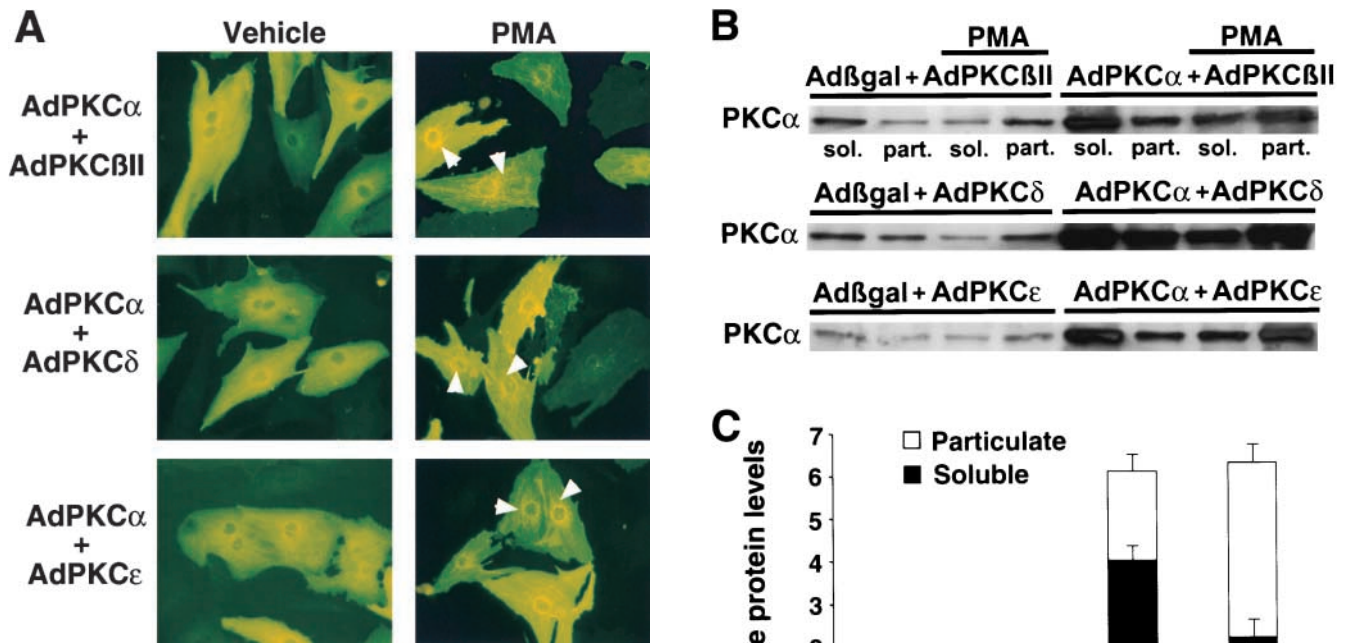 A
Vehicle PMA
AdPKCα
+
AdPKCßII
AdPKCα
+
AdPKCδ
AdPKCα
+
AdPKCε
B
PMA PMA
Adßgal + AdPKCßII AdPKCα + AdPKCßII
PKCα
sol. part. sol. part. sol. part. sol. part.
Adßgal + AdPKCδ AdPKCα + AdPKCδ
PKCα
Adßgal + AdPKCε AdPKCα + AdPKCε
PKCα
C
protein levels
7
6
5
4
3
Particulate
Soluble